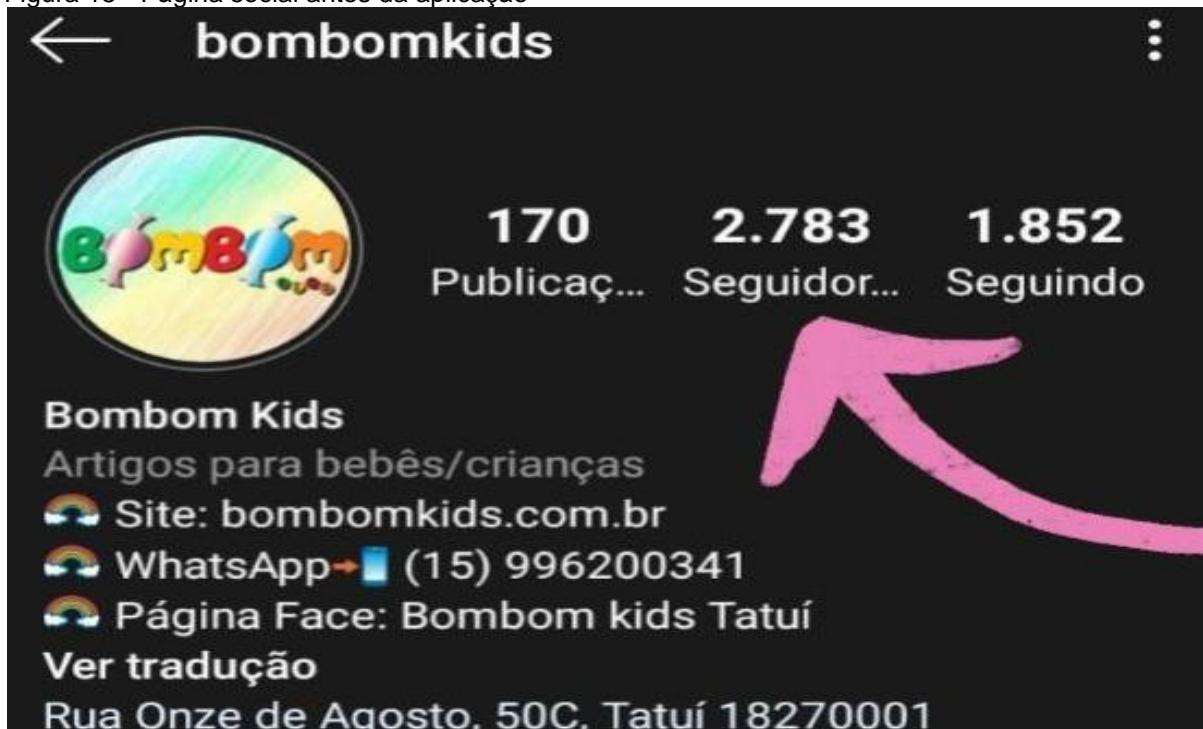 bombomkids
BomBom
170 2.783 1.852
Publicaç... Seguidor... Seguindo
Bombom Kids
Artigos para bebês/crianças
Site: bombomkids.com.br
WhatsApp (15) 996200341
Página Face: Bombom kids Tatuí
Ver tradução
Rua Onze de Agosto, 50C, Tatuí 18270001